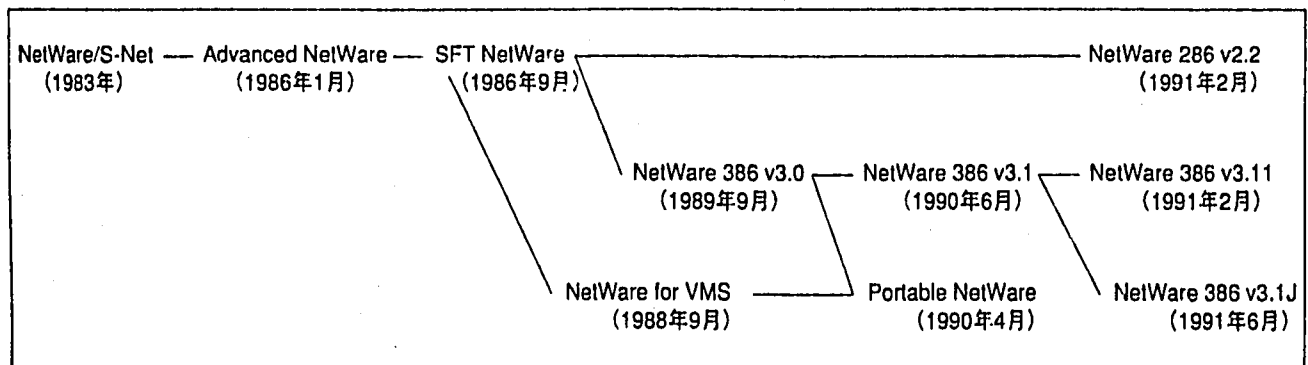 NetWare/S-Net Advanced NetWare SFT NetWare NetWare 286 v2.2
(1983年) (1986年1月) (1986年9月) (1991年2月)
NetWare 386 v3.0 NetWare 386 v3.1 NetWare 386 v3.11
(1989年9月) (1990年6月) (1991年2月)
NetWare for VMS Portable NetWare NetWare 386 v3.1J
(1988年9月) (1990年4月) (1991年6月)